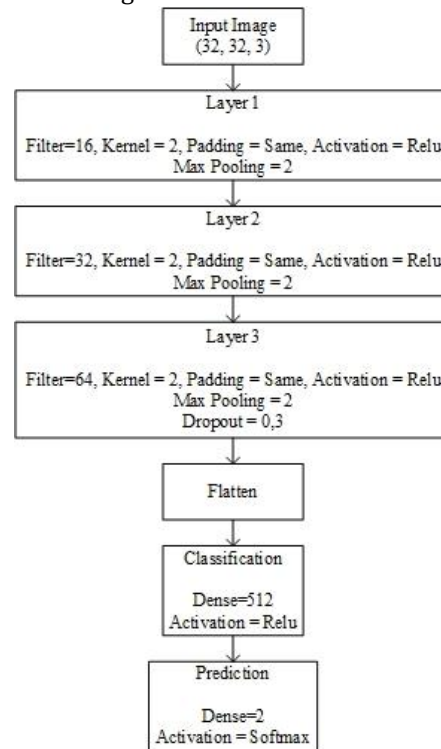 Input Image
(32, 32, 3)
Layer 1
Filter=16, Kernel = 2, Padding = Same, Activation = Relu
Max Pooling = 2
Layer 2
Filter=32, Kernel = 2, Padding = Same, Activation = Relu
Max Pooling = 2
Layer 3
Filter=64, Kernel = 2, Padding = Same, Activation = Relu
Max Pooling = 2
Dropout = 0,3
Flatten
Classification
Dense=512
Activation = Relu
Prediction
Dense=2
Activation = Softmax